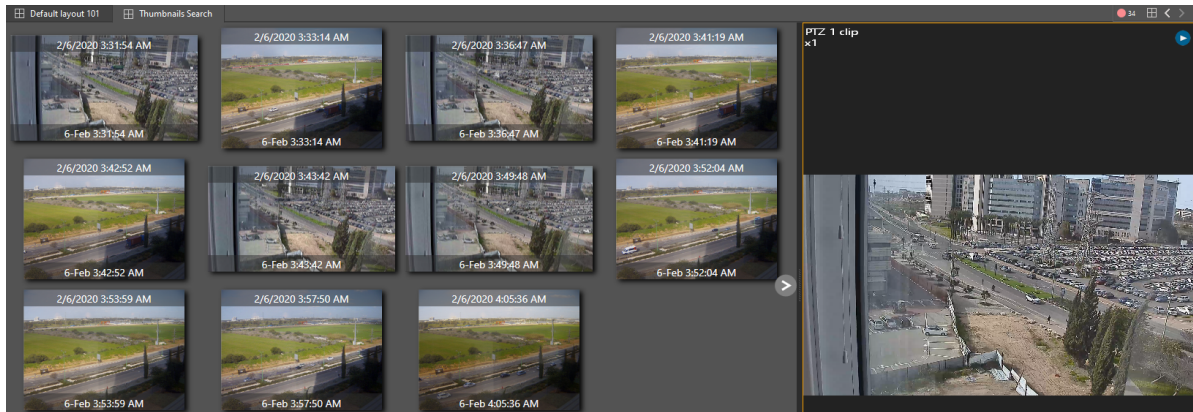 Default layout 101
Thumbnails Search
34
2/6/2020 3:31:54 AM
6-Feb 3:31:54 AM
2/6/2020 3:33:14 AM
6-Feb 3:33:14 AM
2/6/2020 3:36:47 AM
6-Feb 3:36:47 AM
2/6/2020 3:41:19 AM
6-Feb 3:41:19 AM
2/6/2020 3:42:52 AM
6-Feb 3:42:52 AM
2/6/2020 3:43:42 AM
6-Feb 3:43:42 AM
2/6/2020 3:49:48 AM
6-Feb 3:49:48 AM
2/6/2020 3:52:04 AM
6-Feb 3:52:04 AM
2/6/2020 3:53:59 AM
6-Feb 3:53:59 AM
2/6/2020 3:57:50 AM
6-Feb 3:57:50 AM
2/6/2020 4:05:36 AM
6-Feb 4:05:36 AM
PTZ 1 clip
x1